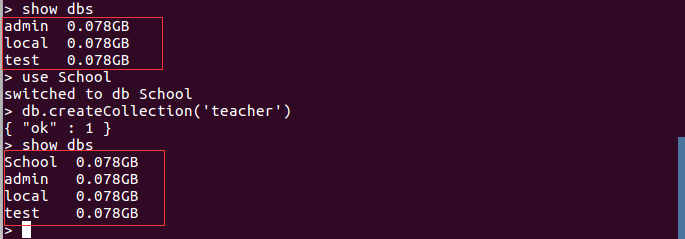 > show dbs
admin  0.078GB
local  0.078GB
test   0.078GB
> use School
switched to db School
> db.createCollection('teacher')
{ "ok" : 1 }
> show dbs
School  0.078GB
admin   0.078GB
local   0.078GB
test    0.078GB
>